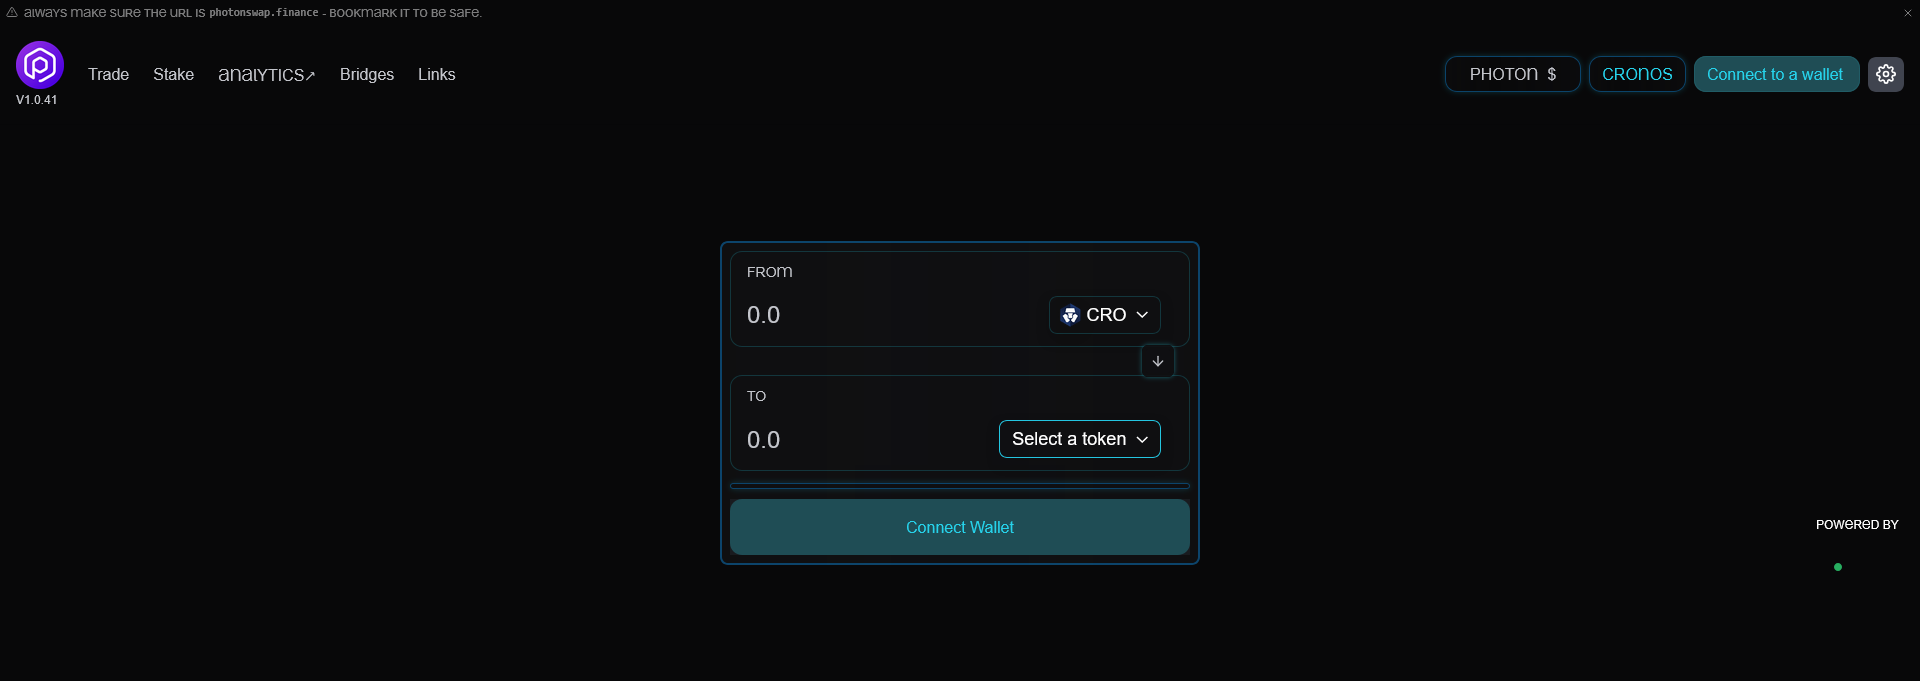 Always make sure the URL is photonswap.finance - bookmark it to be safe.
Trade Stake Analytics↗ Bridges Links
PHOTON $ CRONOS Connect to a wallet
V1.0.41
From
0.0 CRO
To
0.0 Select a token
Connect Wallet
Powered by